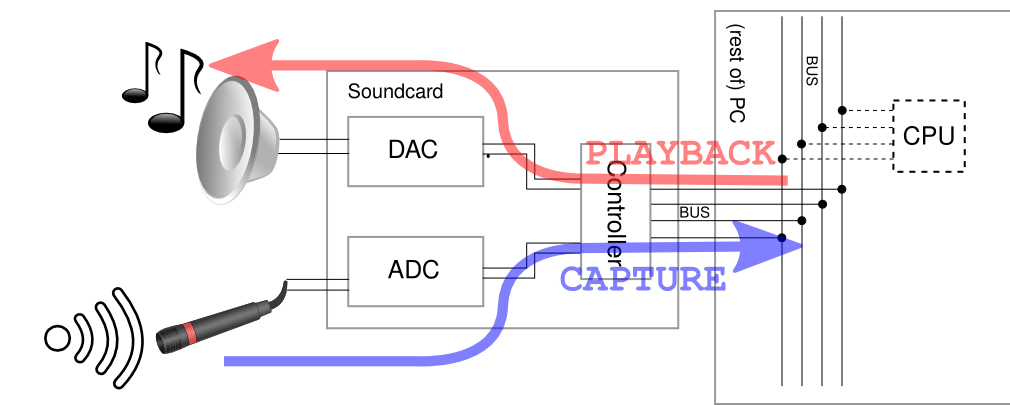 Soundcard
DAC
ADC
Controller
PLAYBACK
CAPTURE
BUS
(rest of) PC
BUS
CPU